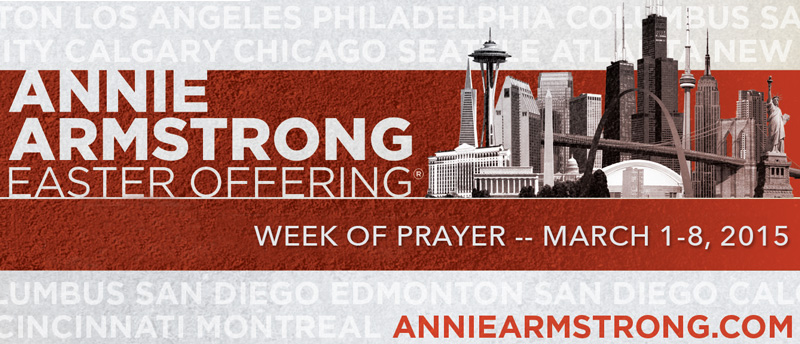 TON LOS ANGELES PHILADELPHIA COLUMBUS SA
ITY CALGARY CHICAGO SEATTLE ATLANTA NEW
ANNIE
ARMSTRONG
EASTER OFFERING®
WEEK OF PRAYER -- MARCH 1-8, 2015
LUMBUS SAN DIEGO EDMONTON SAN DIEGO CALG
CINCINNATI MONTREAL
ANNIEARMSTRONG.COM